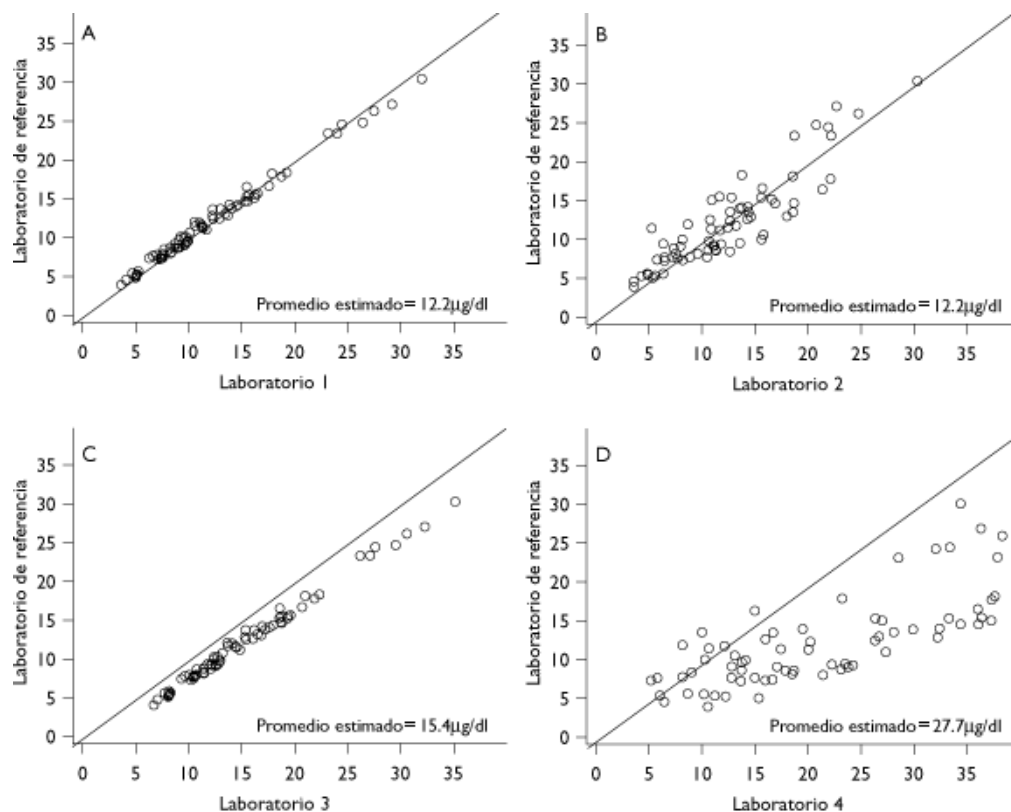 A
Laboratorio de referencia
35
30
25
20
15
10
5
0
Promedio estimado= 12.2μg/dl
0 5 10 15 20 25 30 35
Laboratorio 1
B
Laboratorio de referencia
35
30
25
20
15
10
5
0
Promedio estimado= 12.2μg/dl
0 5 10 15 20 25 30 35
Laboratorio 2
C
Laboratorio de referencia
35
30
25
20
15
10
5
0
Promedio estimado= 15.4μg/dl
0 5 10 15 20 25 30 35
Laboratorio 3
D
Laboratorio de referencia
35
30
25
20
15
10
5
0
Promedio estimado= 27.7μg/dl
0 5 10 15 20 25 30 35
Laboratorio 4